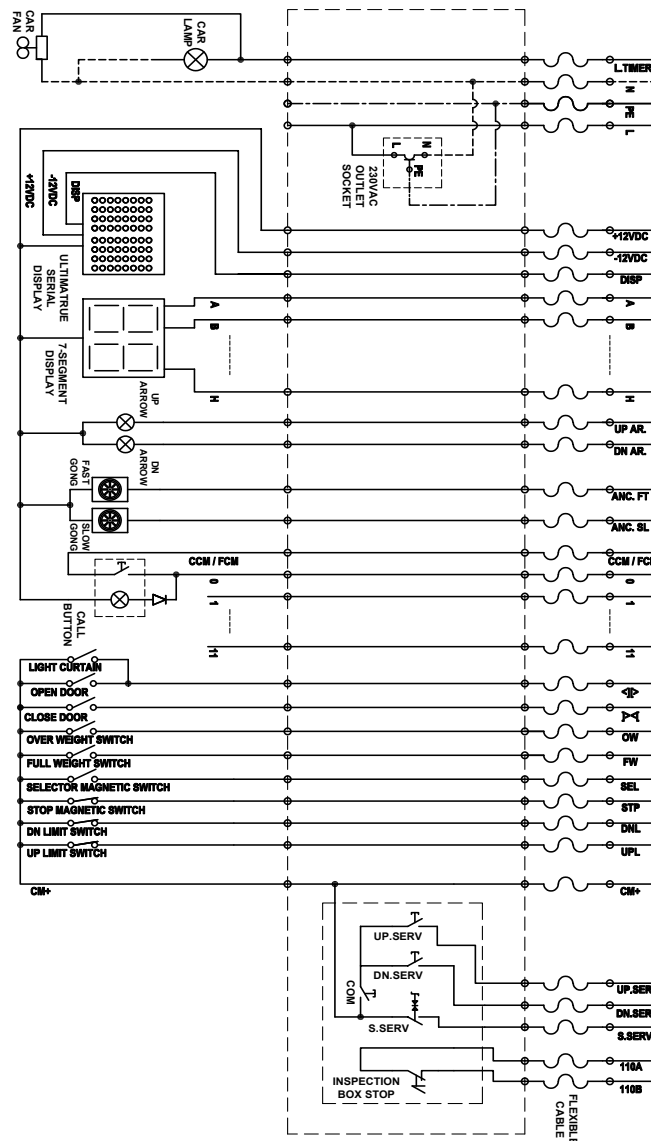 CAR
FAN
CAR
LAMP
L.TIMER
N
PE
L
L
N
PE
230VAC
OUTLET
SOCKET
+12VDC
-12VDC
DISP
ULTIMATRUE
SERIAL
DISPLAY
+12VDC
-12VDC
DISP
7-SEGMENT
DISPLAY
A
B
H
A
B
H
UP
ARROW
DN
ARROW
UP AR.
DN AR.
FAST
GONG
SLOW
GONG
ANC. FT
ANC. SL
CCM / FCM
0
1
11
CALL
BUTTON
CCM / FCM
0
1
11
LIGHT CURTAIN
OPEN DOOR
<|>
CLOSE DOOR
>|<
OVER WEIGHT SWITCH
OW
FULL WEIGHT SWITCH
FW
SELECTOR MAGNETIC SWITCH
SEL
STOP MAGNETIC SWITCH
STP
DN LIMIT SWITCH
DNL
UP LIMIT SWITCH
UPL
CM+
CM+
UP.SERV
DN.SERV
COM
S.SERV
INSPECTION
BOX STOP
UP.SER
DN.SER
S.SERV
110A
110B
FLEXIBLE
CABLE